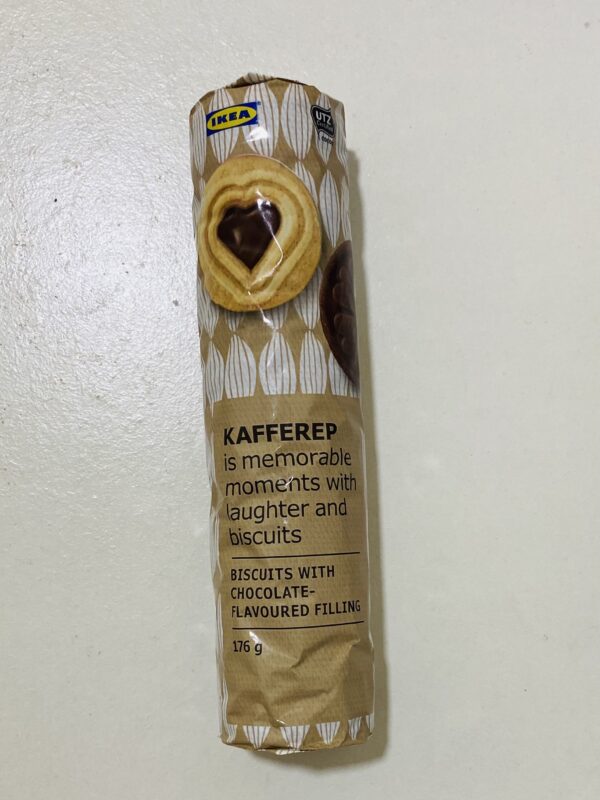 IKEA
UTZ
KAFFEREP
is memorable
moments with
laughter and
biscuits
BISCUITS WITH
CHOCOLATE-
FLAVOURED FILLING
176 g